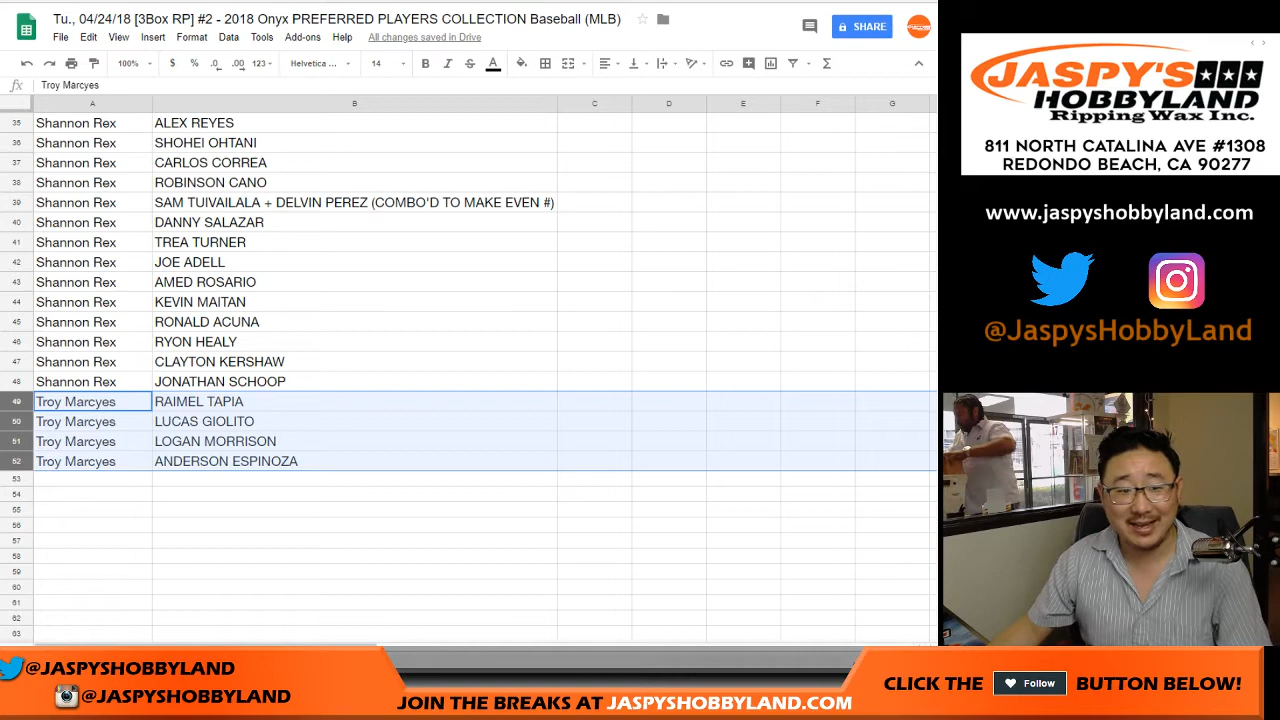 Tu., 04/24/18 [3Box RP] #2 - 2018 Onyx PREFERRED PLAYERS COLLECTION Baseball (MLB)
File Edit View Insert Format Data Tools Add-ons Help All changes saved in Drive
SHARE
100% $ % .0 .00 123 Helvetica ... 14 B I S A
fx Troy Marcyes
A B C D E F G
35 Shannon Rex ALEX REYES
36 Shannon Rex SHOHEI OHTANI
37 Shannon Rex CARLOS CORREA
38 Shannon Rex ROBINSON CANO
39 Shannon Rex SAM TUIVAILALA + DELVIN PEREZ (COMBO'D TO MAKE EVEN #)
40 Shannon Rex DANNY SALAZAR
41 Shannon Rex TREA TURNER
42 Shannon Rex JOE ADELL
43 Shannon Rex AMED ROSARIO
44 Shannon Rex KEVIN MAITAN
45 Shannon Rex RONALD ACUNA
46 Shannon Rex RYON HEALY
47 Shannon Rex CLAYTON KERSHAW
48 Shannon Rex JONATHAN SCHOOP
49 Troy Marcyes RAIMEL TAPIA
50 Troy Marcyes LUCAS GIOLITO
51 Troy Marcyes LOGAN MORRISON
52 Troy Marcyes ANDERSON ESPINOZA
53
54
55
56
57
58
59
60
61
62
63
JASPY'S
HOBBYLAND
Ripping Wax Inc.
811 NORTH CATALINA AVE #1308
REDONDO BEACH, CA 90277
www.jaspyshobbyland.com
@JaspysHobbyLand
@JASPYSHOBBYLAND
@JASPYSHOBBYLAND
JOIN THE BREAKS AT JASPYSHOBBYLAND.COM
CLICK THE Follow BUTTON BELOW!